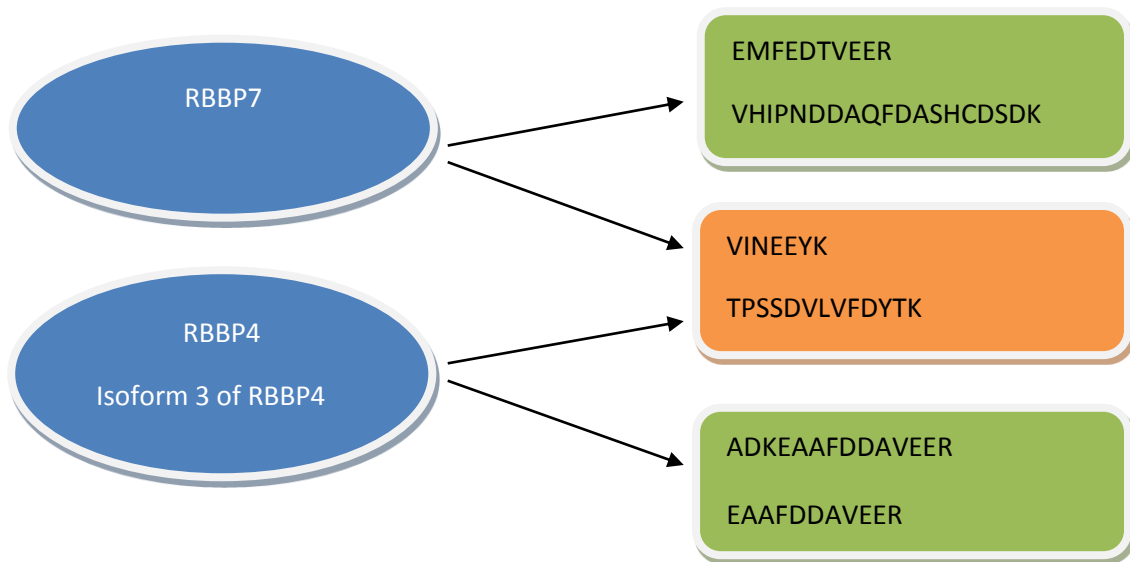 RBBP7
EMFEDTVEER
VHIPNDDAQFDASHCDSDK
VINEEYK
TPSSDVLVFDYTK
RBBP4
Isoform 3 of RBBP4
ADKEAAFDDAVEER
EAAFDDAVEER